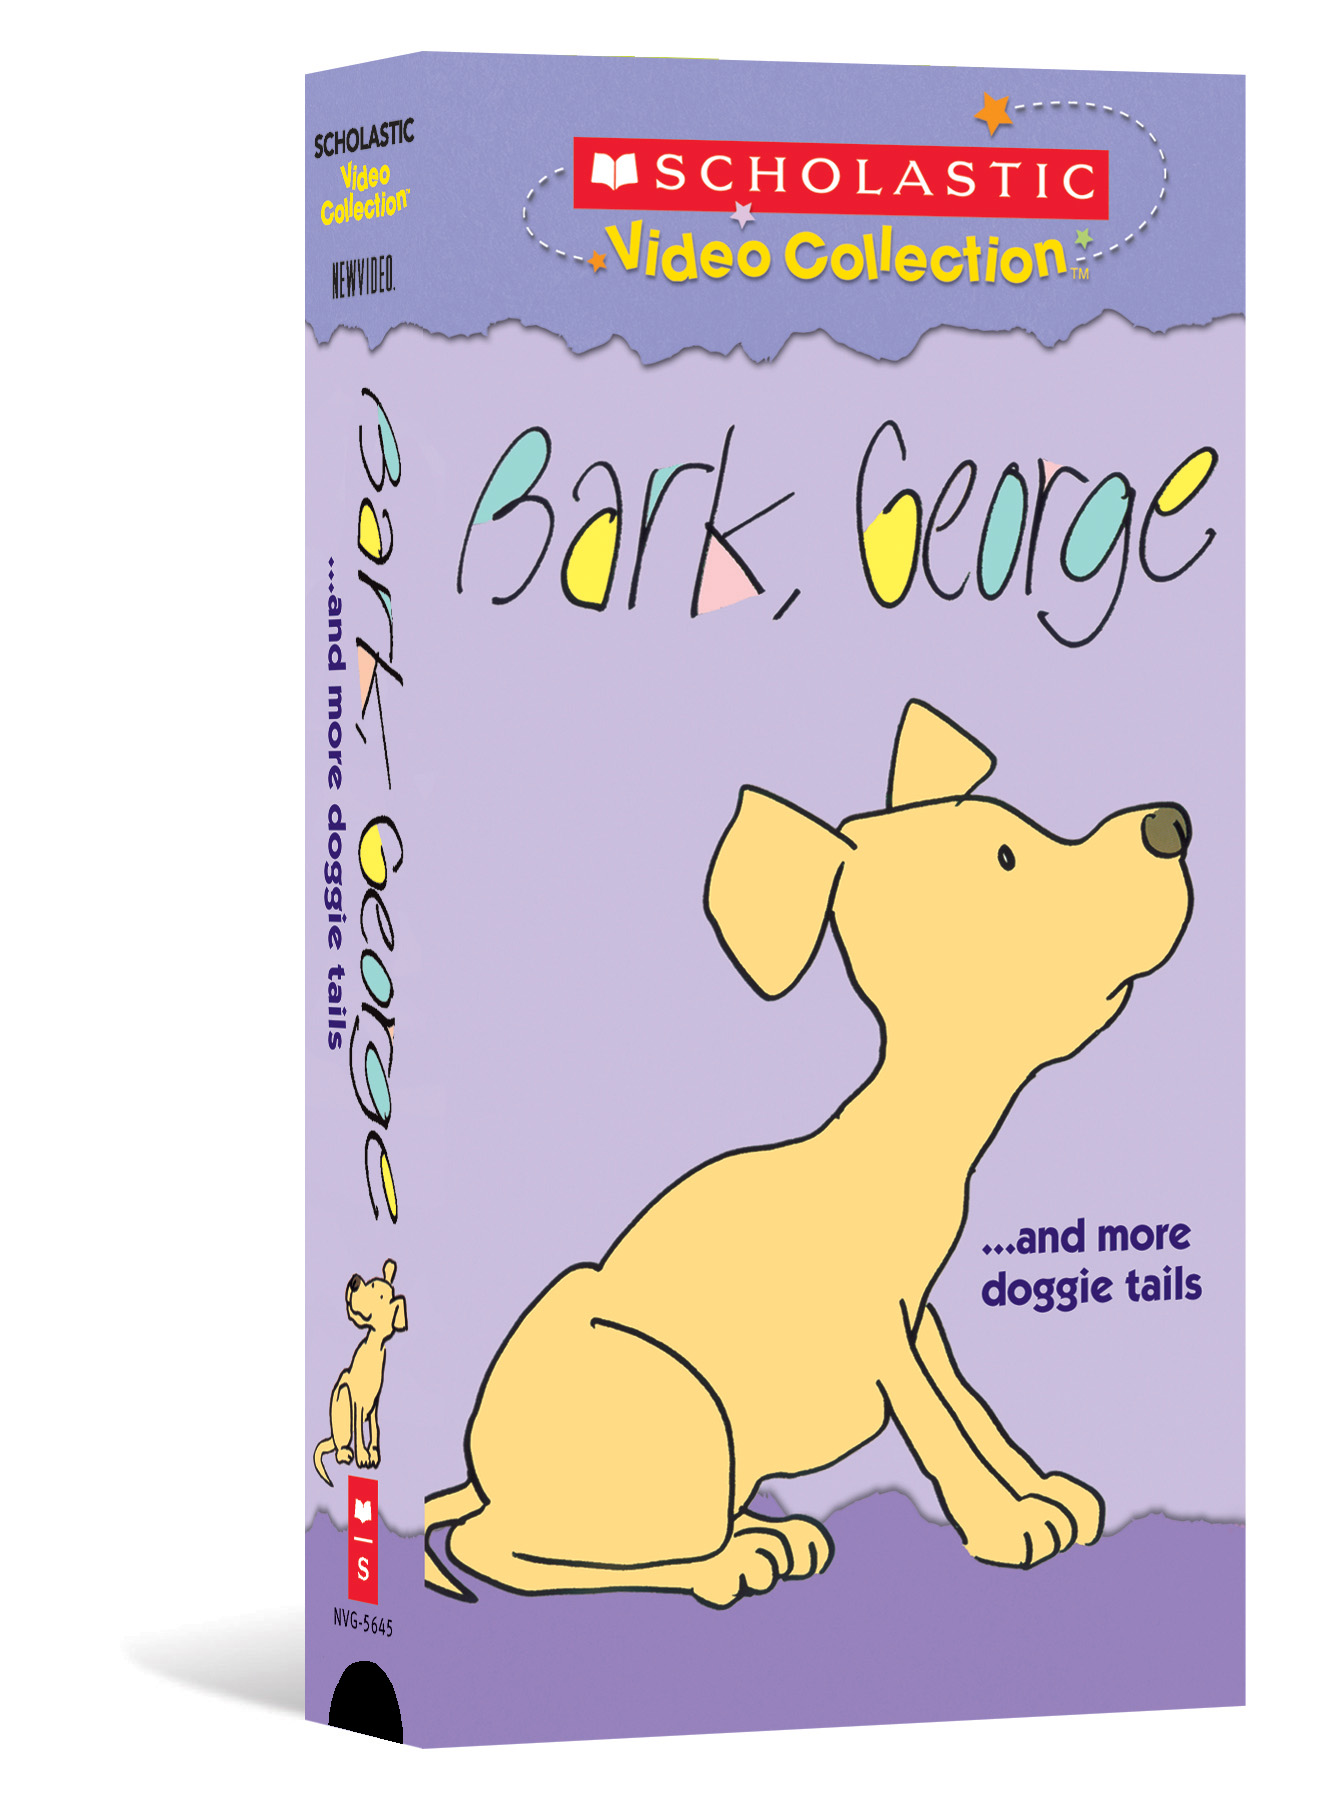 SCHOLASTIC
Video
Collection™
NEWVIDEO.
Bark, George
....and more doggie tails
S
NVG-5645
SCHOLASTIC
Video Collection™
Bark, George
...and more
doggie tails